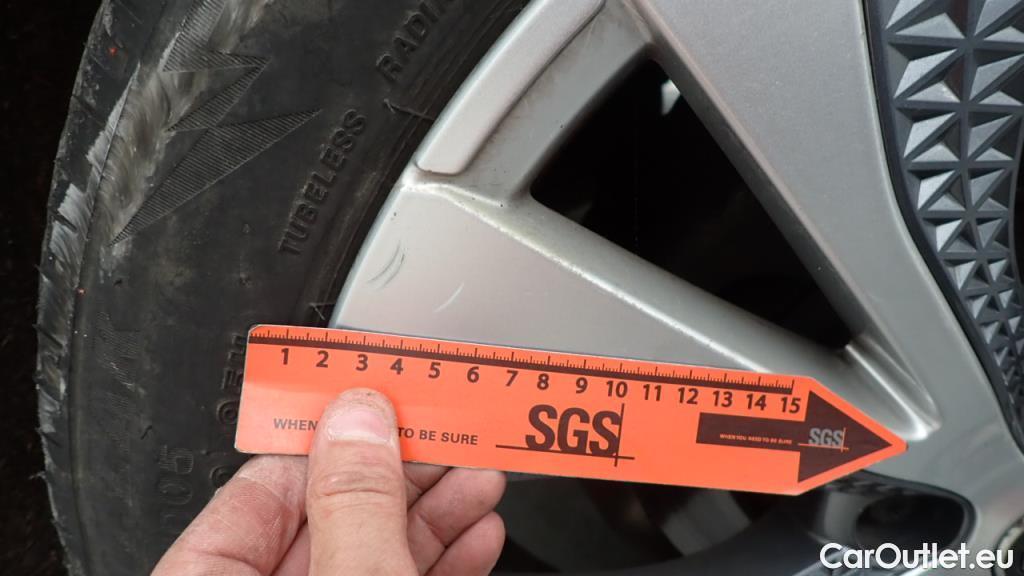 TUBELESS
1 2 3 4 5 6 7 8 9 10 11 12 13 14 15
WHEN TO BE SURE
SGS
WHEN YOU NEED TO BE SURE
SGS
CarOutlet.eu